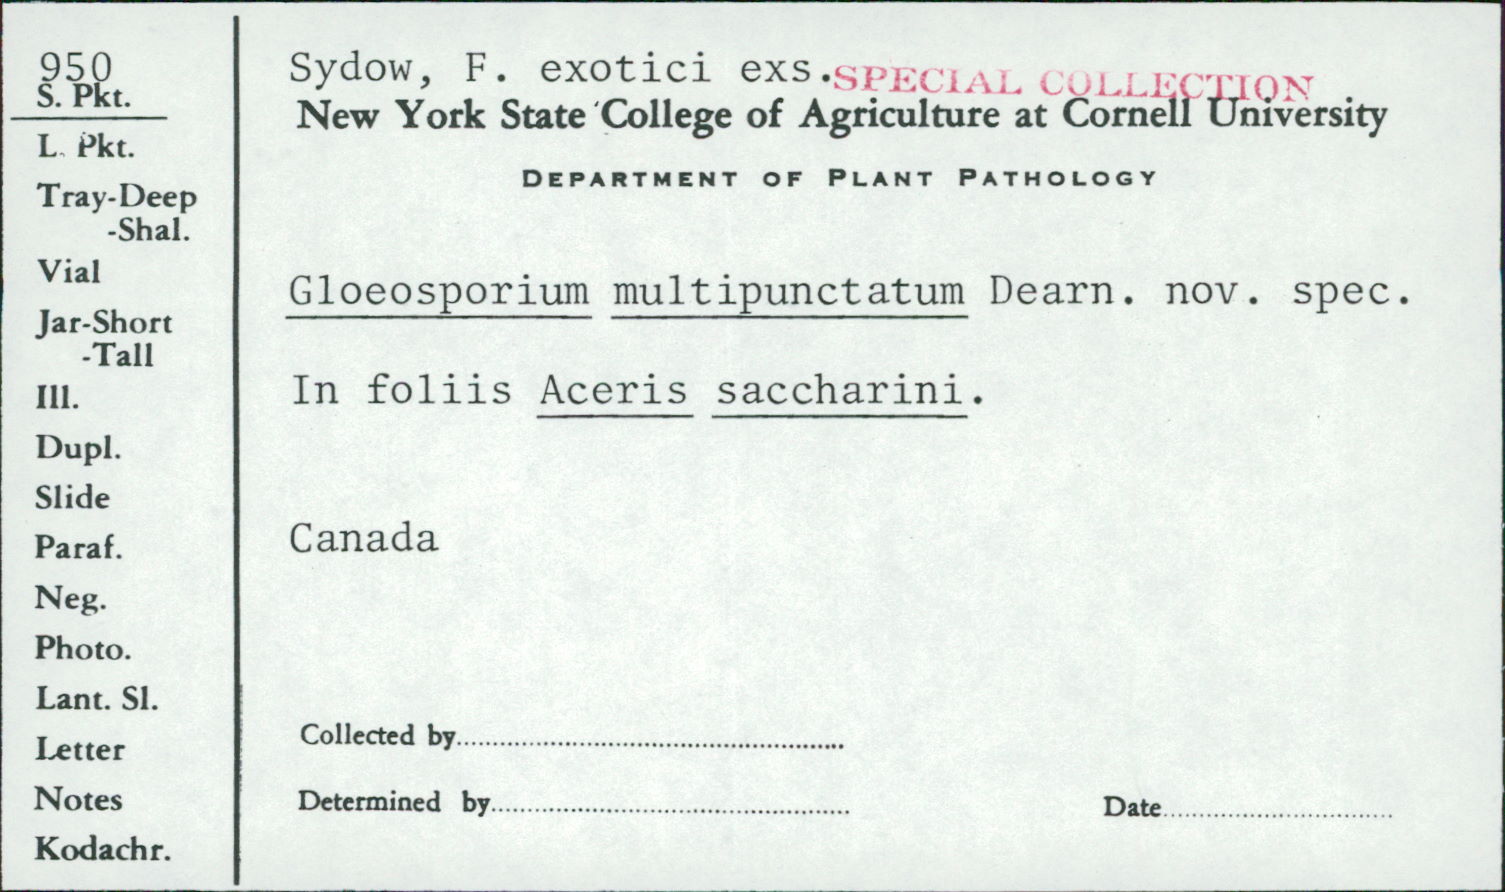 950
S. Pkt.
L. Pkt.
Tray-Deep
-Shal.
Vial
Jar-Short
-Tall
Ill.
Dupl.
Slide
Paraf.
Neg.
Photo.
Lant. Sl.
Letter
Notes
Kodachr.
Sydow, F. exotici exs. SPECIAL COLLECTION
New York State College of Agriculture at Cornell University
DEPARTMENT OF PLANT PATHOLOGY
Gloeosporium multipunctatum Dearn. nov. spec.
In foliis Aceris saccharini.
Canada
Collected by
Determined by
Date